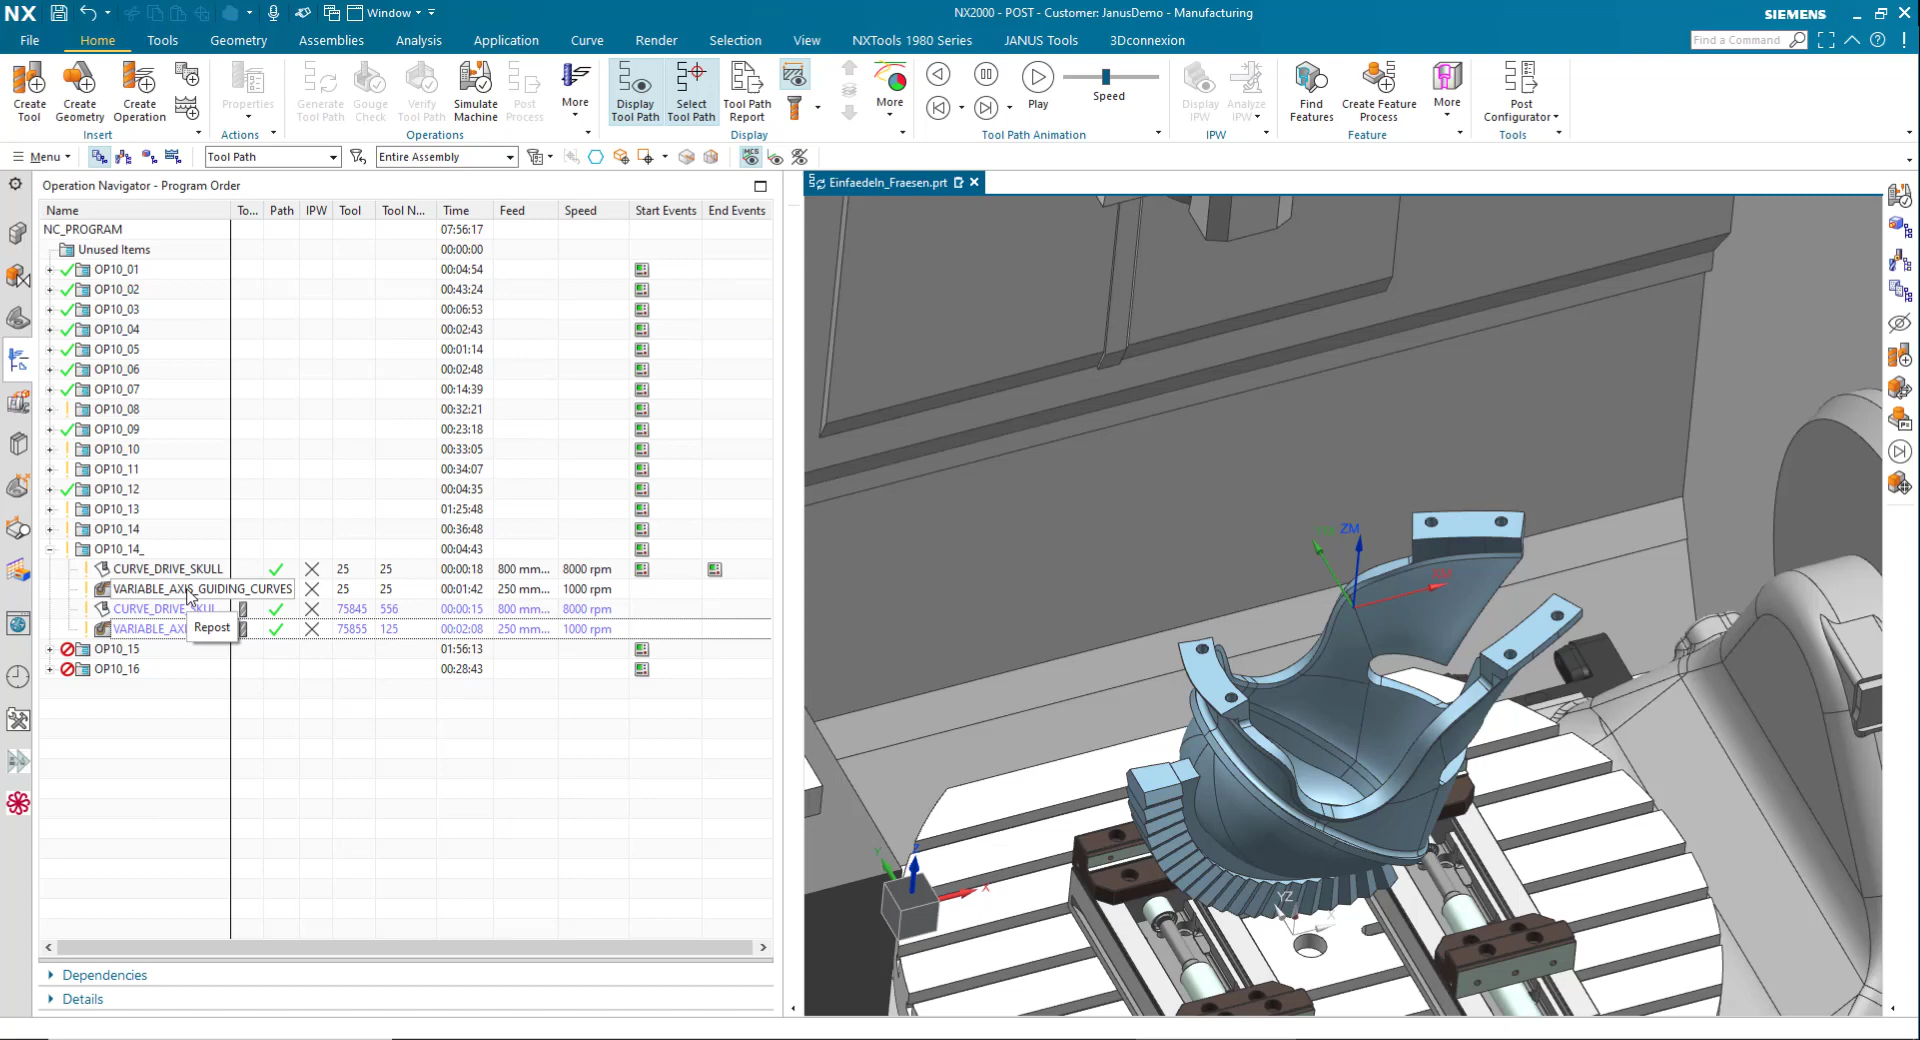 NX
Window
NX2000 - POST - Customer: JanusDemo - Manufacturing
SIEMENS
File
Home
Tools
Geometry
Assemblies
Analysis
Application
Curve
Render
Selection
View
NXTools 1980 Series
JANUS Tools
3Dconnexion
Find a Command
Create Tool
Create Geometry
Create Operation
Properties
Generate Tool Path
Gouge Check
Verify Tool Path
Simulate Machine
Post Process
More
Display Tool Path
Select Tool Path
Tool Path Report
More
Play
Speed
Display IPW
Analyze IPW
Find Features
Create Feature Process
More
Post Configurator
Insert
Actions
Operations
Display
Tool Path Animation
IPW
Feature
Tools
Menu
Tool Path
Entire Assembly
MCS
Operation Navigator - Program Order
Einfaedeln_Fraesen.prt
Name To... Path IPW Tool Tool N... Time Feed Speed Start Events End Events
NC_PROGRAM 07:56:17
Unused Items 00:00:00
OP10_01 00:04:54
OP10_02 00:43:24
OP10_03 00:06:53
OP10_04 00:02:43
OP10_05 00:01:14
OP10_06 00:02:48
OP10_07 00:14:39
OP10_08 00:32:21
OP10_09 00:23:18
OP10_10 00:33:05
OP10_11 00:34:07
OP10_12 00:04:35
OP10_13 01:25:48
OP10_14 00:36:48
OP10_14_ 00:04:43
CURVE_DRIVE_SKULL 25 25 00:00:18 800 mm... 8000 rpm
VARIABLE_AXIS_GUIDING_CURVES 25 25 00:01:42 250 mm... 1000 rpm
CURVE_DRIVE_SKUL 75845 556 00:00:15 800 mm... 8000 rpm
VARIABLE_AXI 75855 125 00:02:08 250 mm... 1000 rpm
Repost
OP10_15 01:56:13
OP10_16 00:28:43
Dependencies
Details
ZM
XM
Y
Z
X
YZ
X